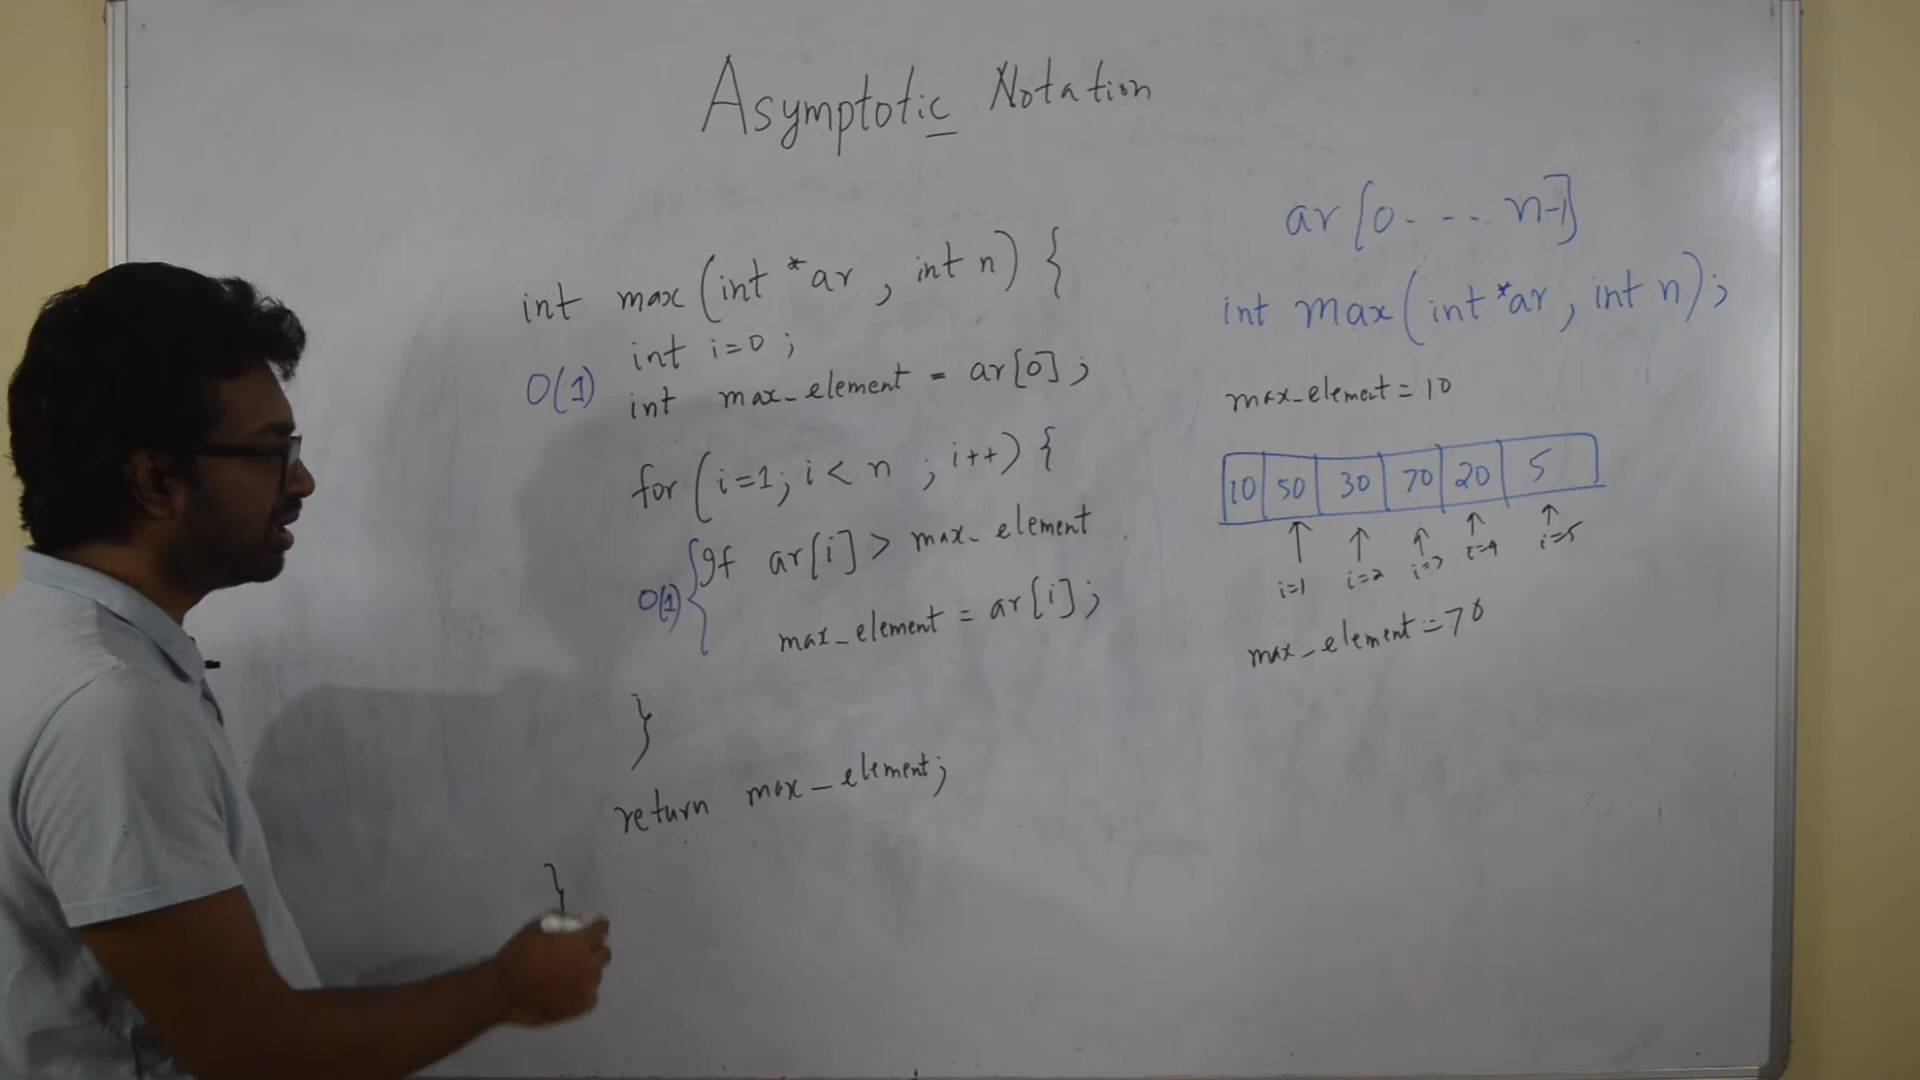 Asymptotic Notation
int max (int *ar , int n) {
int i=0 ;
O(1)
int max_element = ar[0] ;
for (i=1; i < n ; i++) {
If ar[i] > max_element
O(1) {
max_element = ar[i] ;
}
return max_element;
}
ar[0. - - .. n-1]
int max (int *ar , int n) ;
max_element = 10
10 50 30 70 20 5
i=1 i=2 i=3 i=4 i=5
max_element = 70